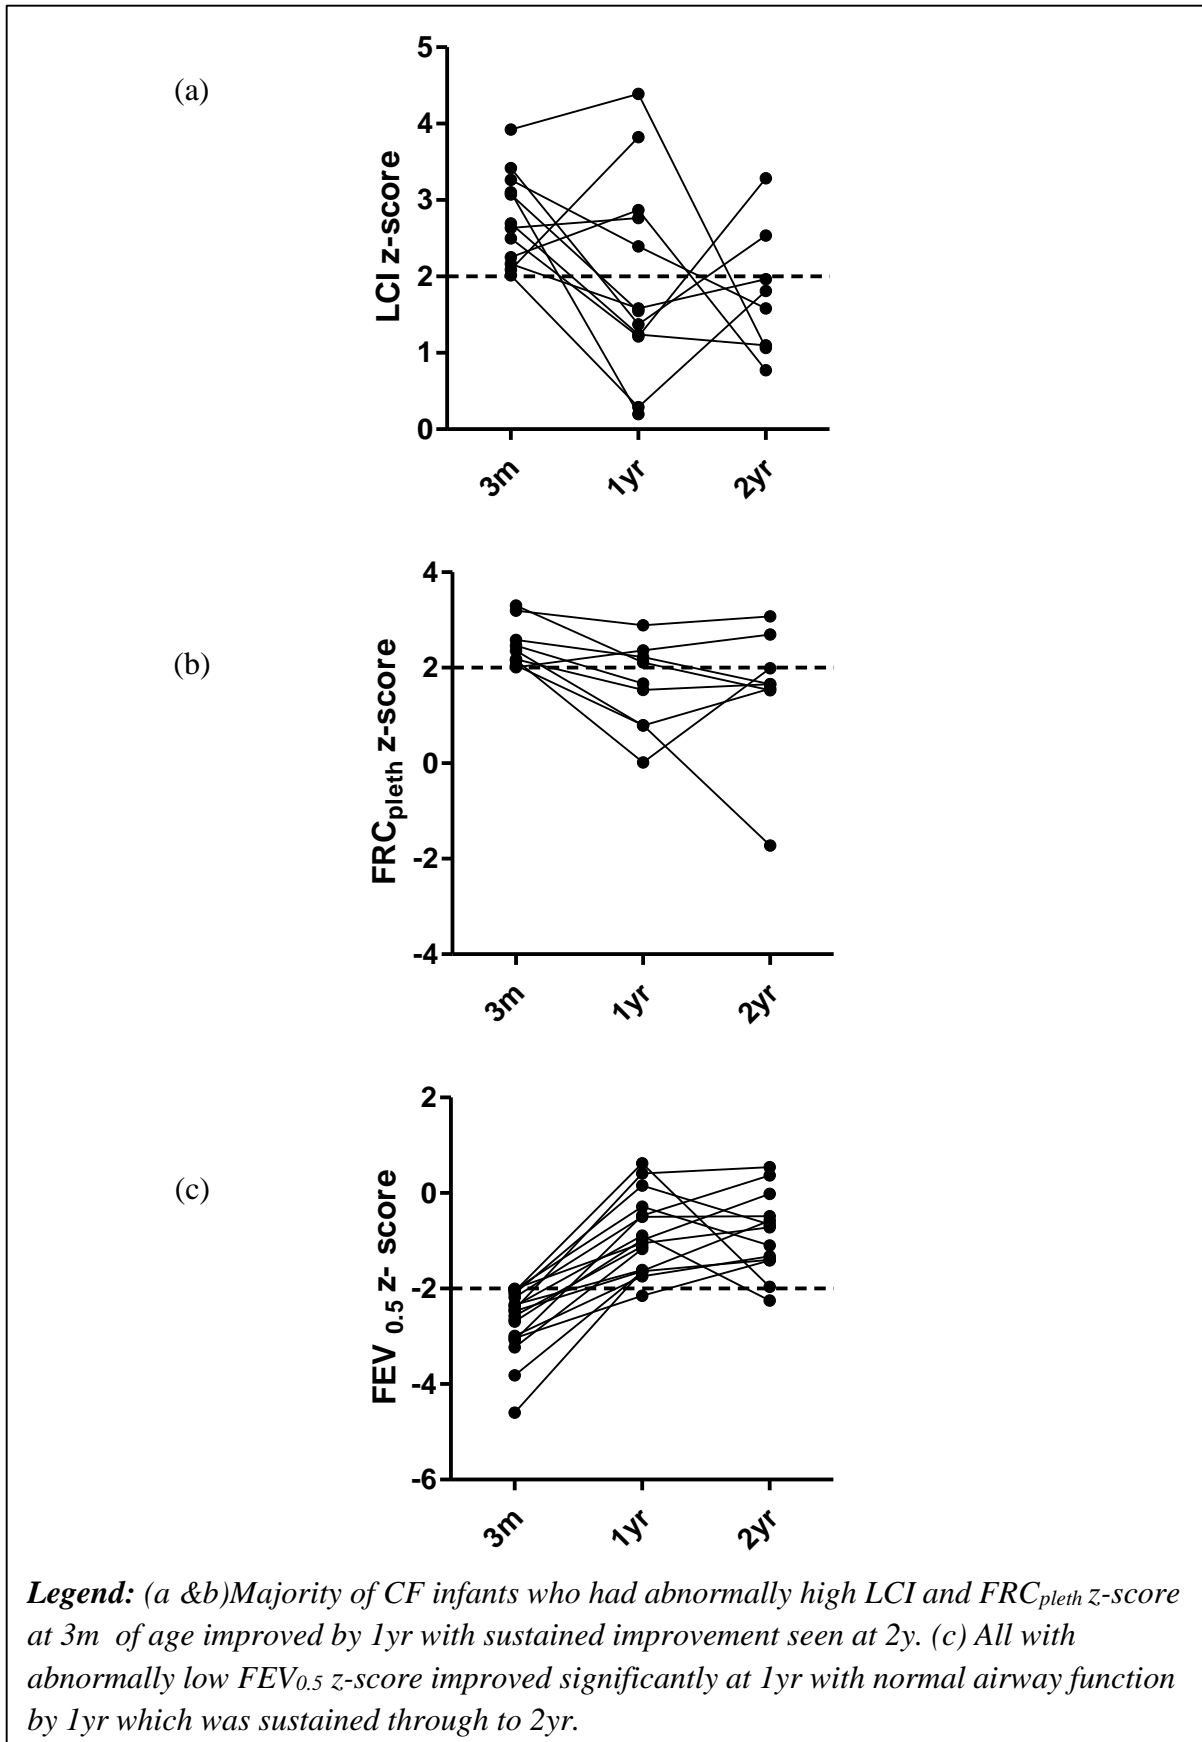 (a)
LCI z-score
5
4
3
2
1
0
3m
1yr
2yr
(b)
FRCpleth z-score
4
2
0
-2
-4
3m
1yr
2yr
(c)
FEV 0.5 z- score
2
0
-2
-4
-6
3m
1yr
2yr
Legend: (a &b)Majority of CF infants who had abnormally high LCI and FRCpleth z-score
at 3m of age improved by 1yr with sustained improvement seen at 2y. (c) All with
abnormally low FEV0.5 z-score improved significantly at 1yr with normal airway function
by 1yr which was sustained through to 2yr.